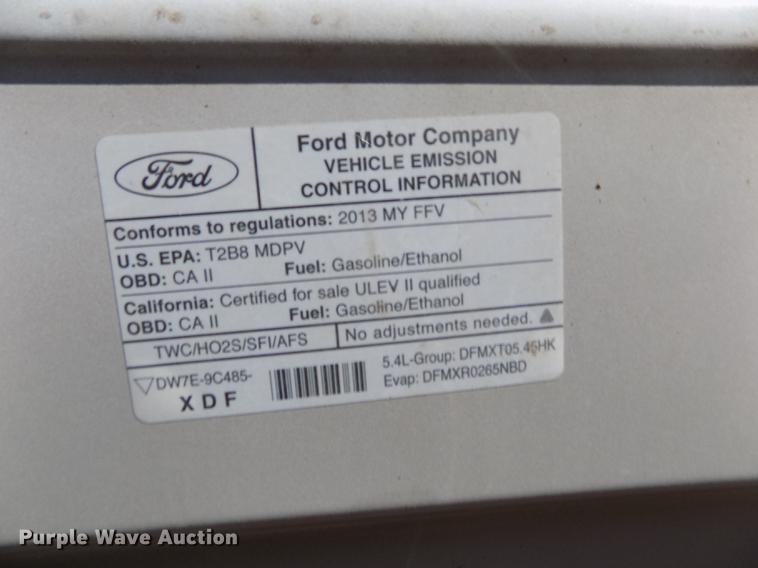 Ford
Ford Motor Company
VEHICLE EMISSION
CONTROL INFORMATION
Conforms to regulations: 2013 MY FFV
U.S. EPA: T2B8 MDPV
OBD: CA II Fuel: Gasoline/Ethanol
California: Certified for sale ULEV II qualified
OBD: CA II Fuel: Gasoline/Ethanol
TWC/HO2S/SFI/AFS No adjustments needed.
DW7E-9C485-
XDF
5.4L-Group: DFMXT05.45HK
Evap: DFMXR0265NBD
Purple Wave Auction